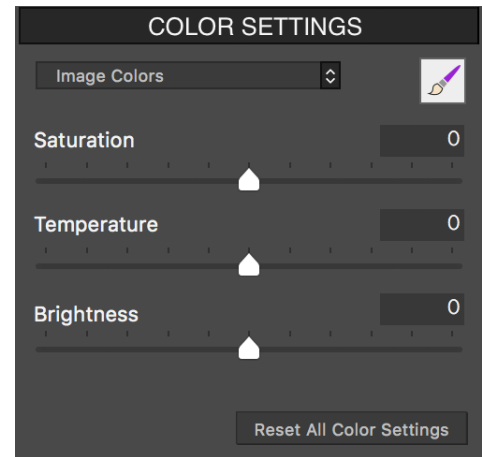 COLOR SETTINGS
Image Colors
Saturation 0
Temperature 0
Brightness 0
Reset All Color Settings